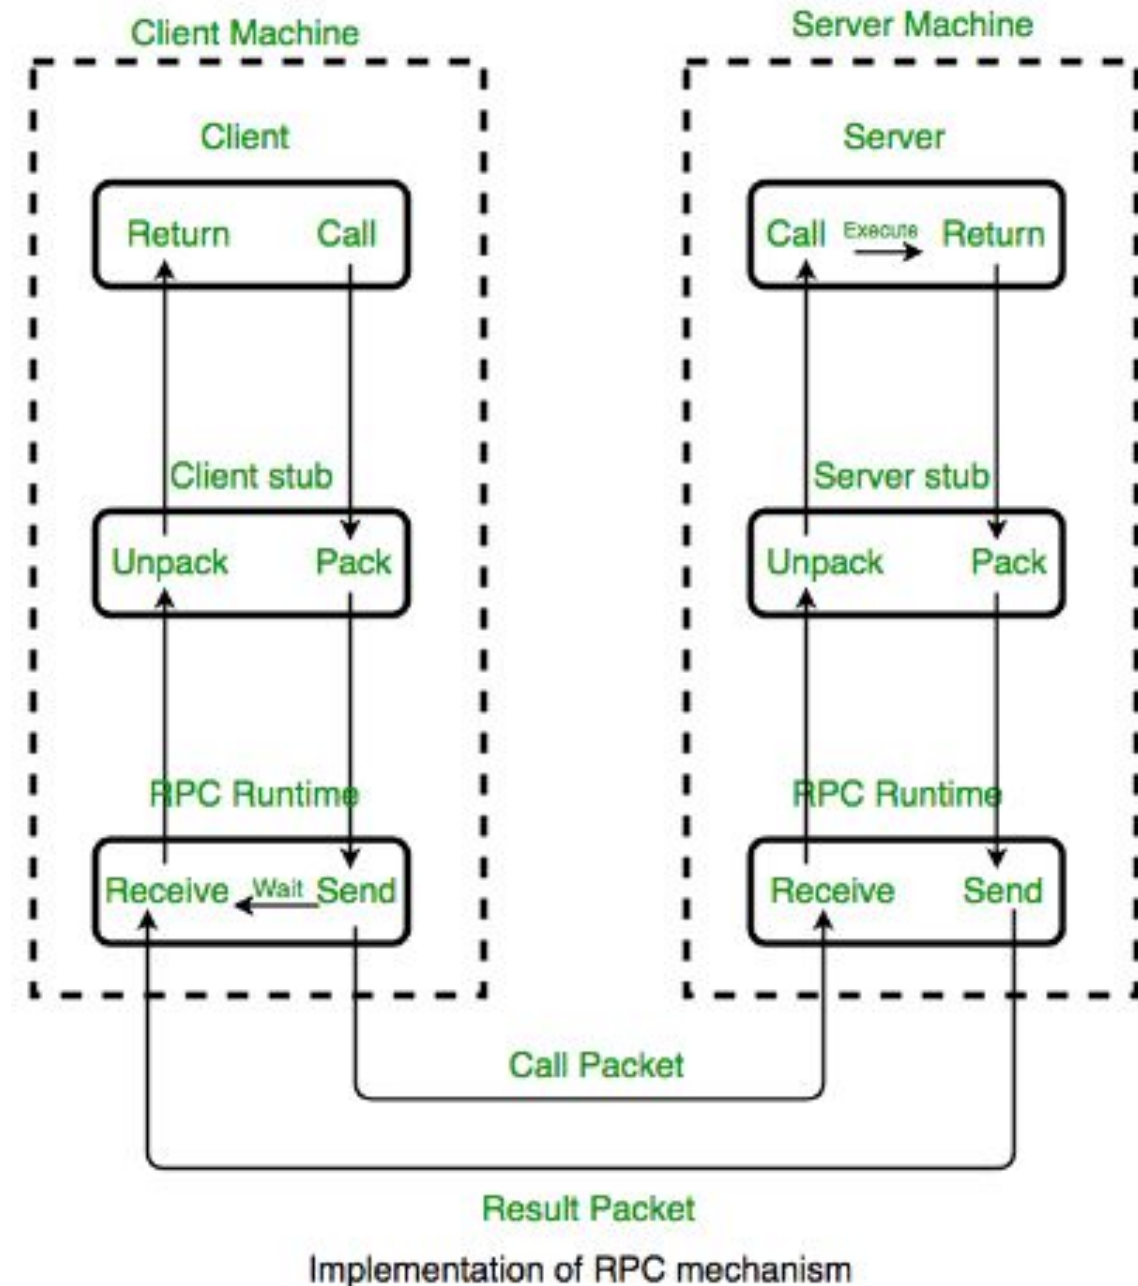 Client Machine
Server Machine
Client
Server
Return Call
Call Execute Return
Client stub
Server stub
Unpack Pack
Unpack Pack
RPC Runtime
RPC Runtime
Receive Wait Send
Receive Send
Call Packet
Result Packet
Implementation of RPC mechanism